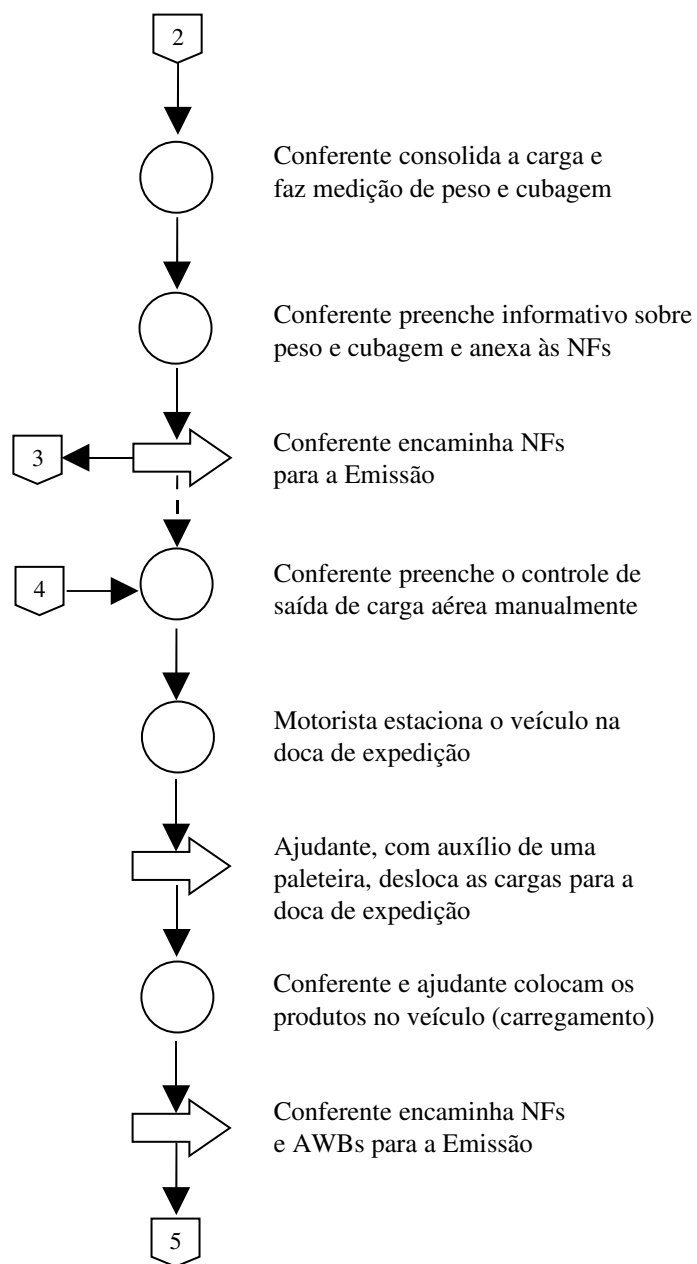 2
Conferente consolida a carga e
faz medição de peso e cubagem
Conferente preenche informativo sobre
peso e cubagem e anexa às NFs
3
Conferente encaminha NFs
para a Emissão
4
Conferente preenche o controle de
saída de carga aérea manualmente
Motorista estaciona o veículo na
doca de expedição
Ajudante, com auxílio de uma
paleteira, desloca as cargas para a
doca de expedição
Conferente e ajudante colocam os
produtos no veículo (carregamento)
Conferente encaminha NFs
e AWBs para a Emissão
5